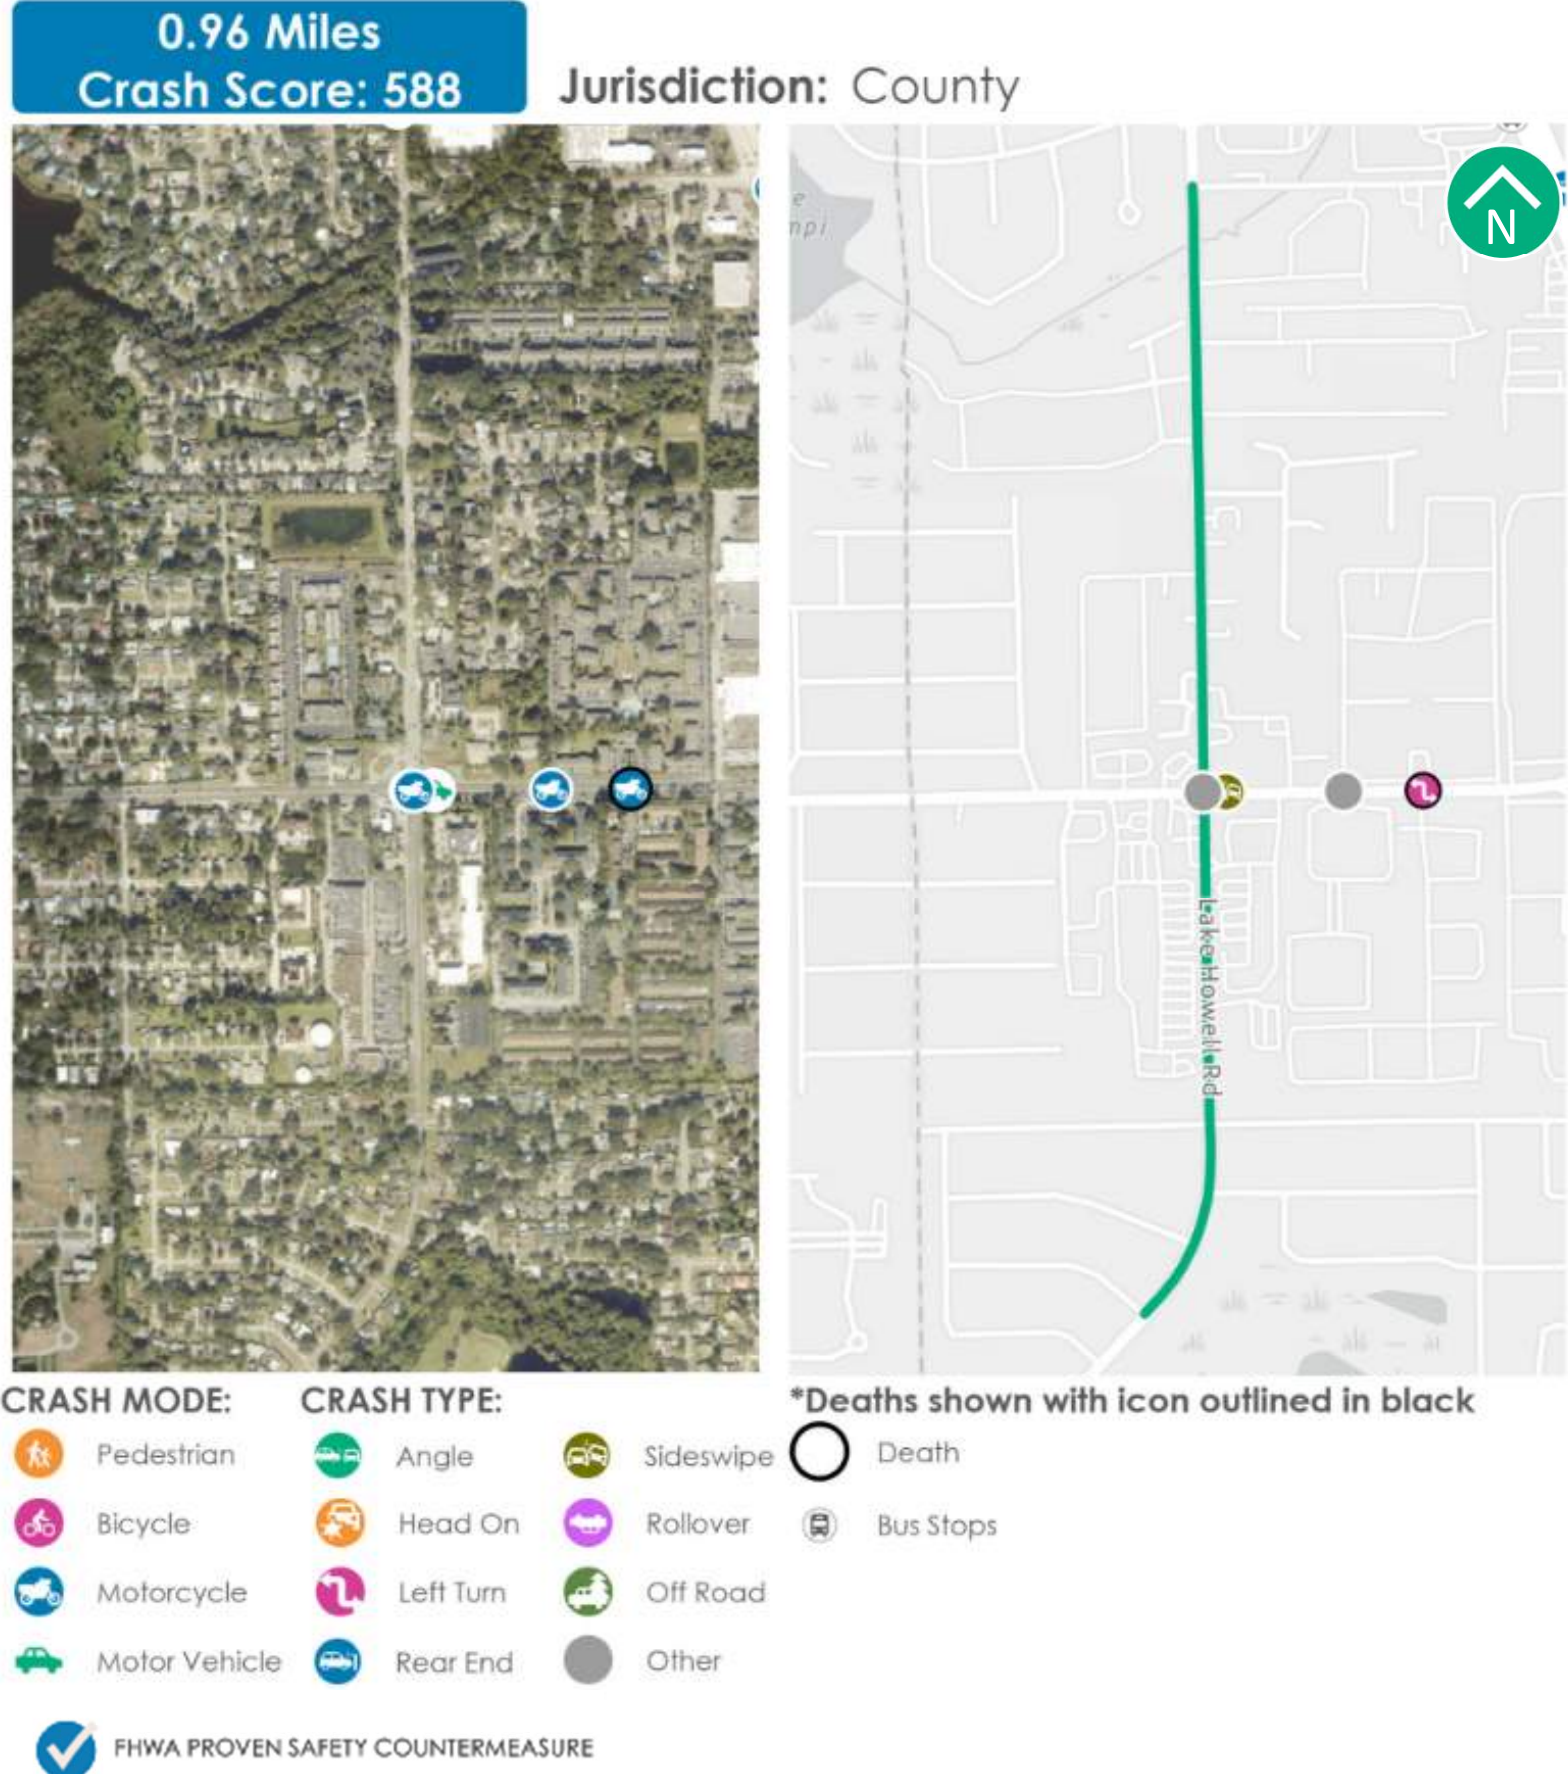 0.96 Miles
Crash Score: 588
Jurisdiction: County
N
Lake Howell Rd
CRASH MODE:
Pedestrian
Bicycle
Motorcycle
Motor Vehicle
CRASH TYPE:
Angle
Head On
Left Turn
Rear End
Sideswipe
Rollover
Off Road
Other
*Deaths shown with icon outlined in black
Death
Bus Stops
FHWA PROVEN SAFETY COUNTERMEASURE